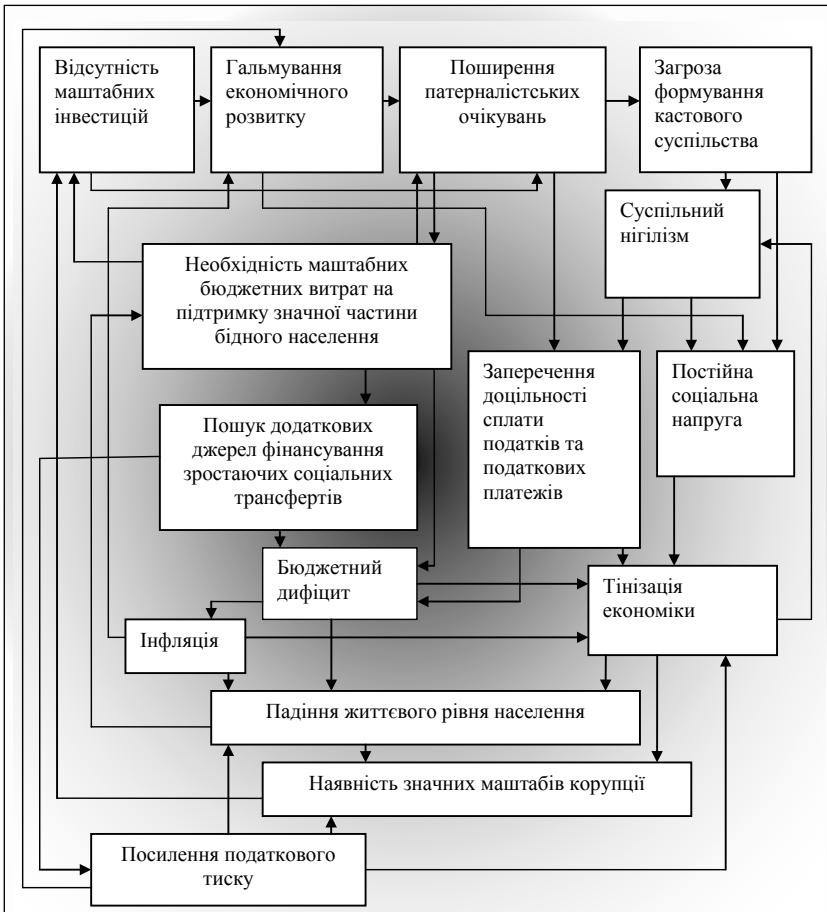 Відсутність
маштабних
інвестицій
Гальмування
економічного
розвитку
Поширення
патерналістських
очікувань
Загроза
формування
кастового
суспільства
Суспільний
нігілізм
Необхідність маштабних
бюджетних витрат на
підтримку значної частини
бідного населення
Заперечення
доцільності
сплати
податків та
податкових
платежів
Постійна
соціальна
напруга
Пошук додаткових
джерел фінансування
зростаючих соціальних
трансфертів
Бюджетний
дифіцит
Тінізація
економіки
Інфляція
Падіння життєвого рівня населення
Наявність значних маштабів корупції
Посилення податкового
тиску